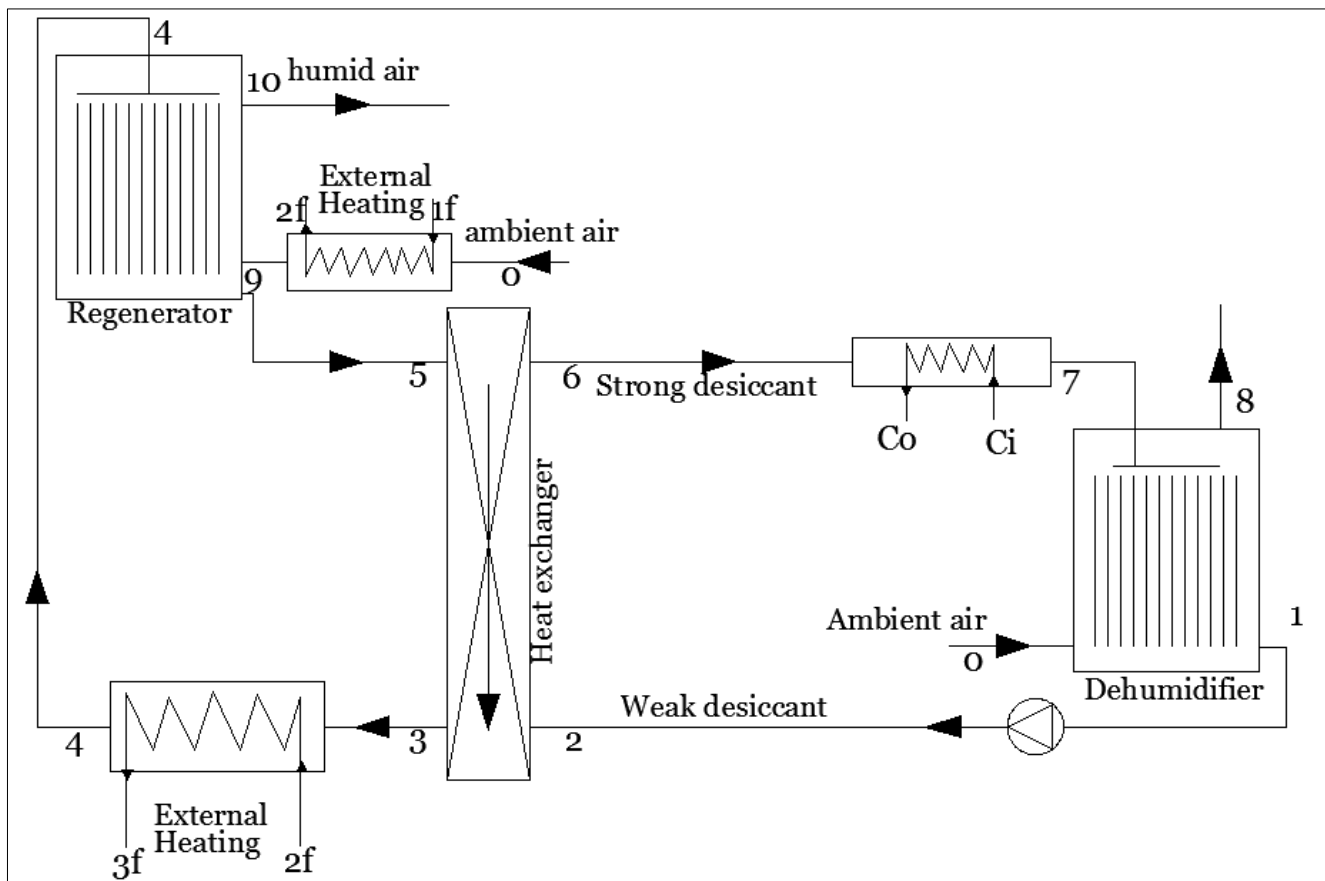 4
10
humid air
External
Heating
2f
1f
ambient air
9
0
Regenerator
5
6
Strong desiccant
7
8
Co
Ci
Heat exchanger
Ambient air
0
1
Dehumidifier
Weak desiccant
4
3
2
External
Heating
3f
2f